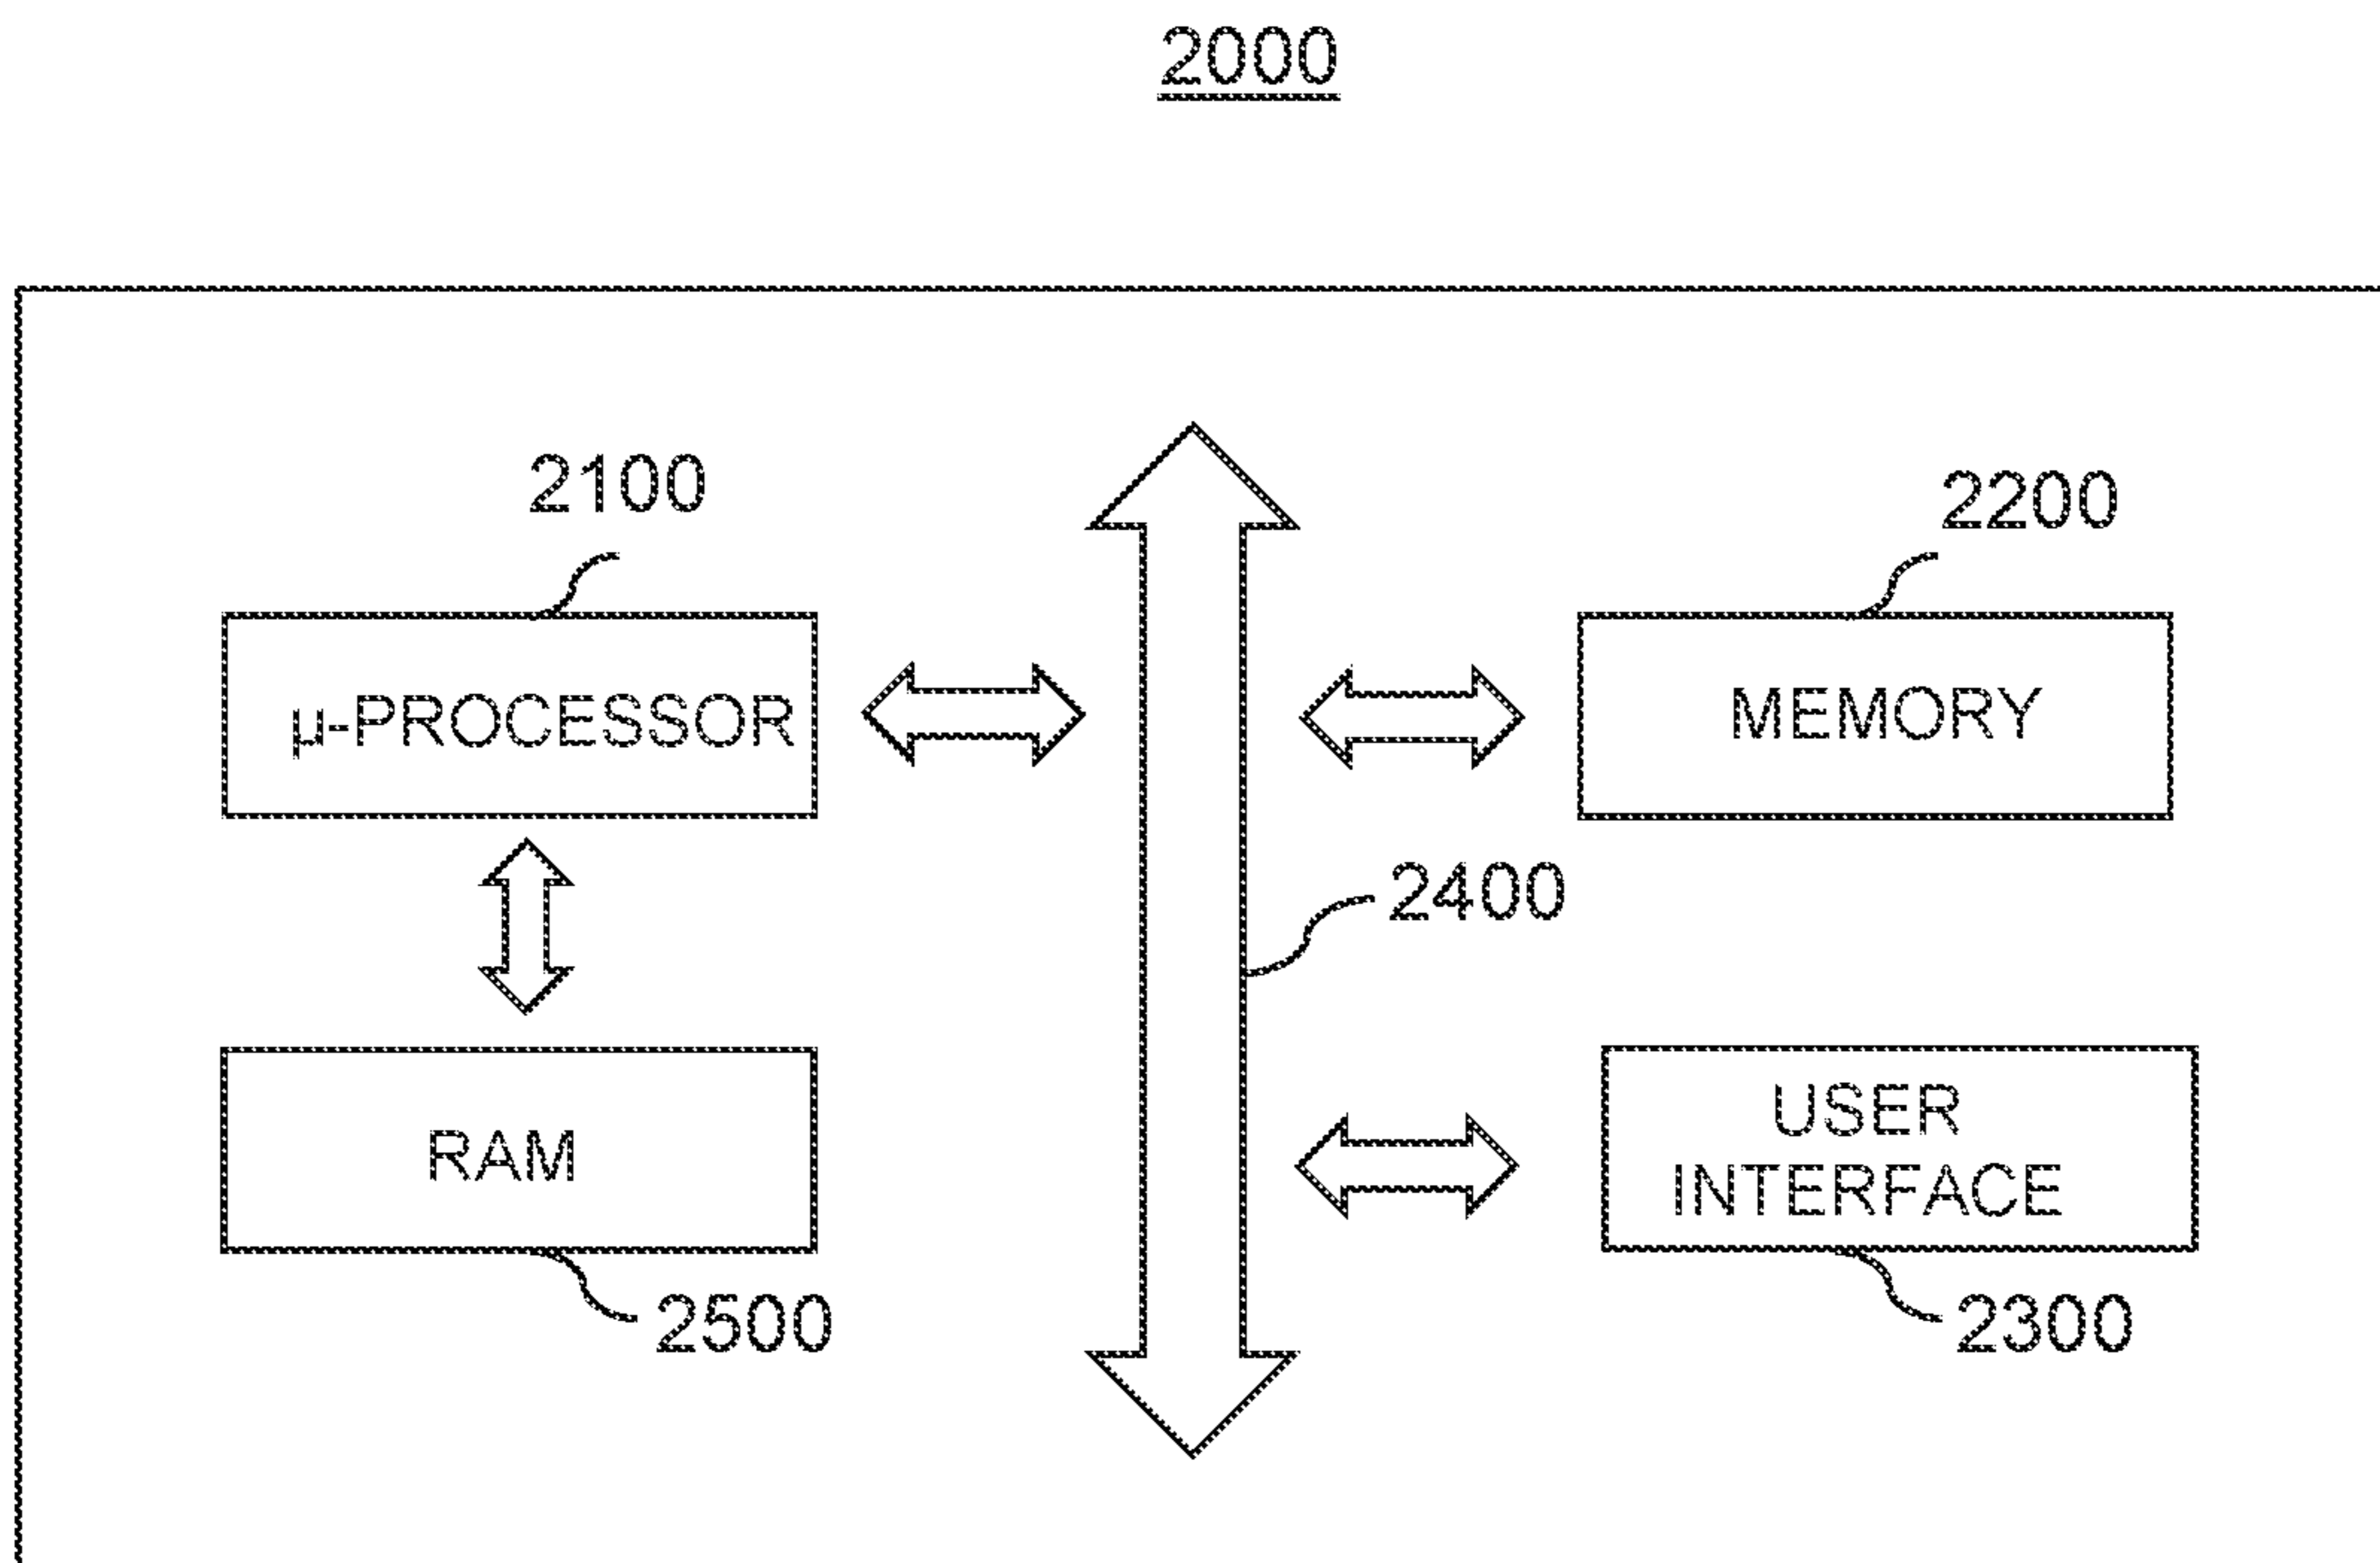 2000
2100
2200
µ-PROCESSOR
MEMORY
2400
USER
INTERFACE
RAM
2500
2300